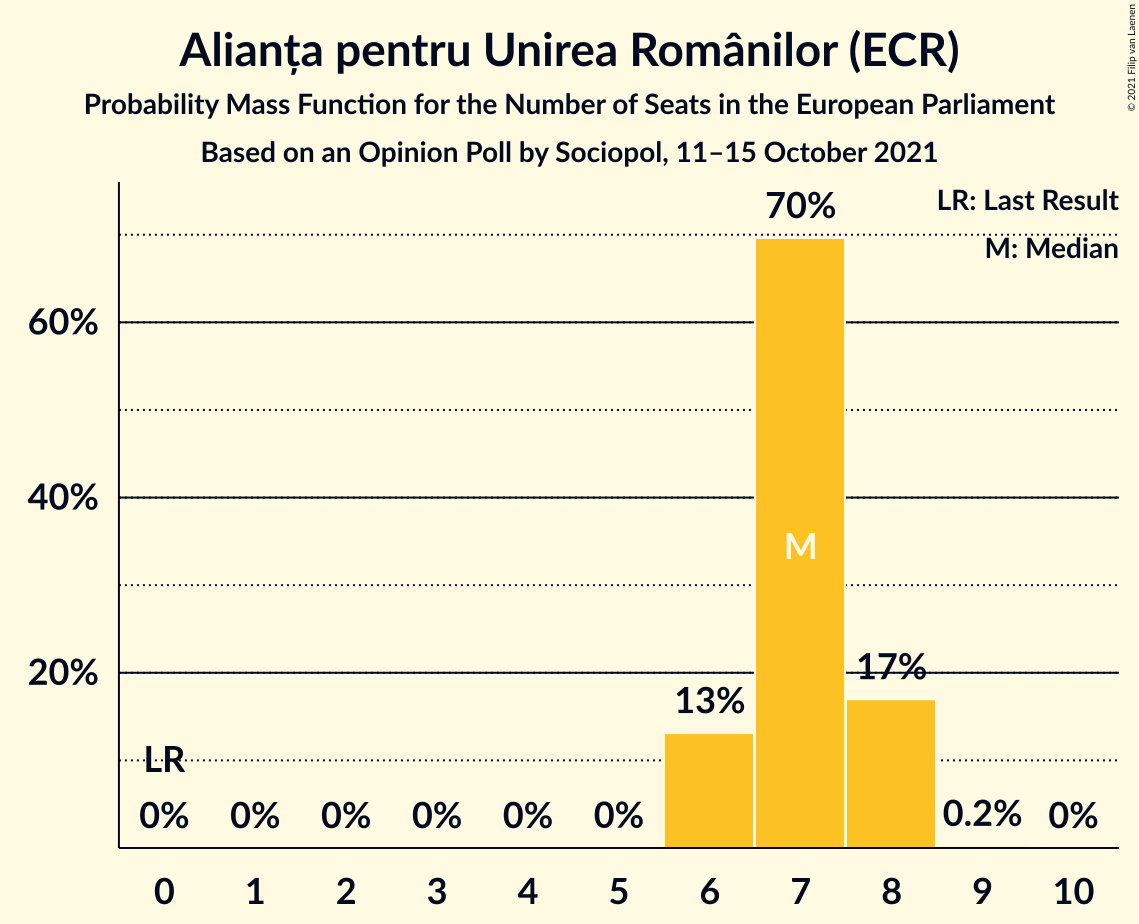 Alianța pentru Unirea Românilor (ECR)
Probability Mass Function for the Number of Seats in the European Parliament
Based on an Opinion Poll by Sociopol, 11–15 October 2021
© 2021 Filip van Laenen
LR: Last Result
M: Median
70%
60%
40%
M
20%
17%
13%
LR
0% 0% 0% 0% 0% 0% 0.2% 0%
0 1 2 3 4 5 6 7 8 9 10